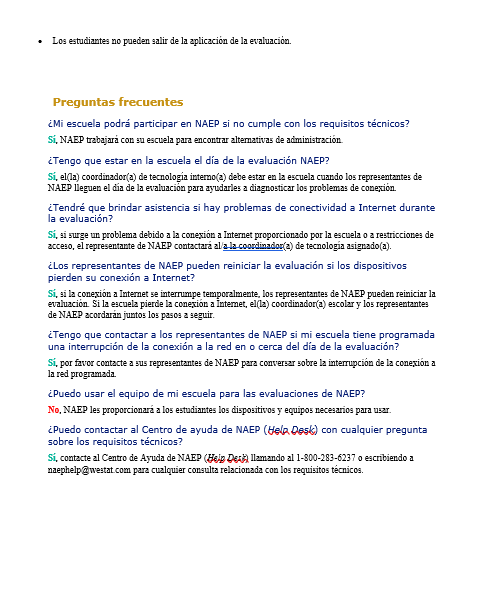 • Los estudiantes no pueden salir de la aplicación de la evaluación.
Preguntas frecuentes
¿Mi escuela podrá participar en NAEP si no cumple con los requisitos técnicos?
Sí, NAEP trabajará con su escuela para encontrar alternativas de administración.
¿Tengo que estar en la escuela el día de la evaluación NAEP?
Sí, el(la) coordinador(a) de tecnología interno(a) debe estar en la escuela cuando los representantes de
NAEP lleguen el día de la evaluación para ayudarles a diagnosticar los problemas de conexión.
¿Tendré que brindar asistencia si hay problemas de conectividad a Internet durante
la evaluación?
Sí, si surge un problema debido a la conexión a Internet proporcionado por la escuela o a restricciones de
acceso, el representante de NAEP contactará al/a la coordinador(a) de tecnología asignado(a).
¿Los representantes de NAEP pueden reiniciar la evaluación si los dispositivos
pierden su conexión a Internet?
Sí, si la conexión a Internet se interrumpe temporalmente, los representantes de NAEP pueden reiniciar la
evaluación. Si la escuela pierde la conexión a Internet, el(la) coordinador(a) escolar y los representantes
de NAEP acordarán juntos los pasos a seguir.
¿Tengo que contactar a los representantes de NAEP si mi escuela tiene programada
una interrupción de la conexión a la red en o cerca del día de la evaluación?
Sí, por favor contacte a sus representantes de NAEP para conversar sobre la interrupción de la conexión a
la red programada.
¿Puedo usar el equipo de mi escuela para las evaluaciones de NAEP?
No, NAEP les proporcionará a los estudiantes los dispositivos y equipos necesarios para usar.
¿Puedo contactar al Centro de ayuda de NAEP (Help Desk) con cualquier pregunta
sobre los requisitos técnicos?
Sí, contacte al Centro de Ayuda de NAEP (Help Desk) llamando al 1-800-283-6237 o escribiendo a
naephelp@westat.com para cualquier consulta relacionada con los requisitos técnicos.